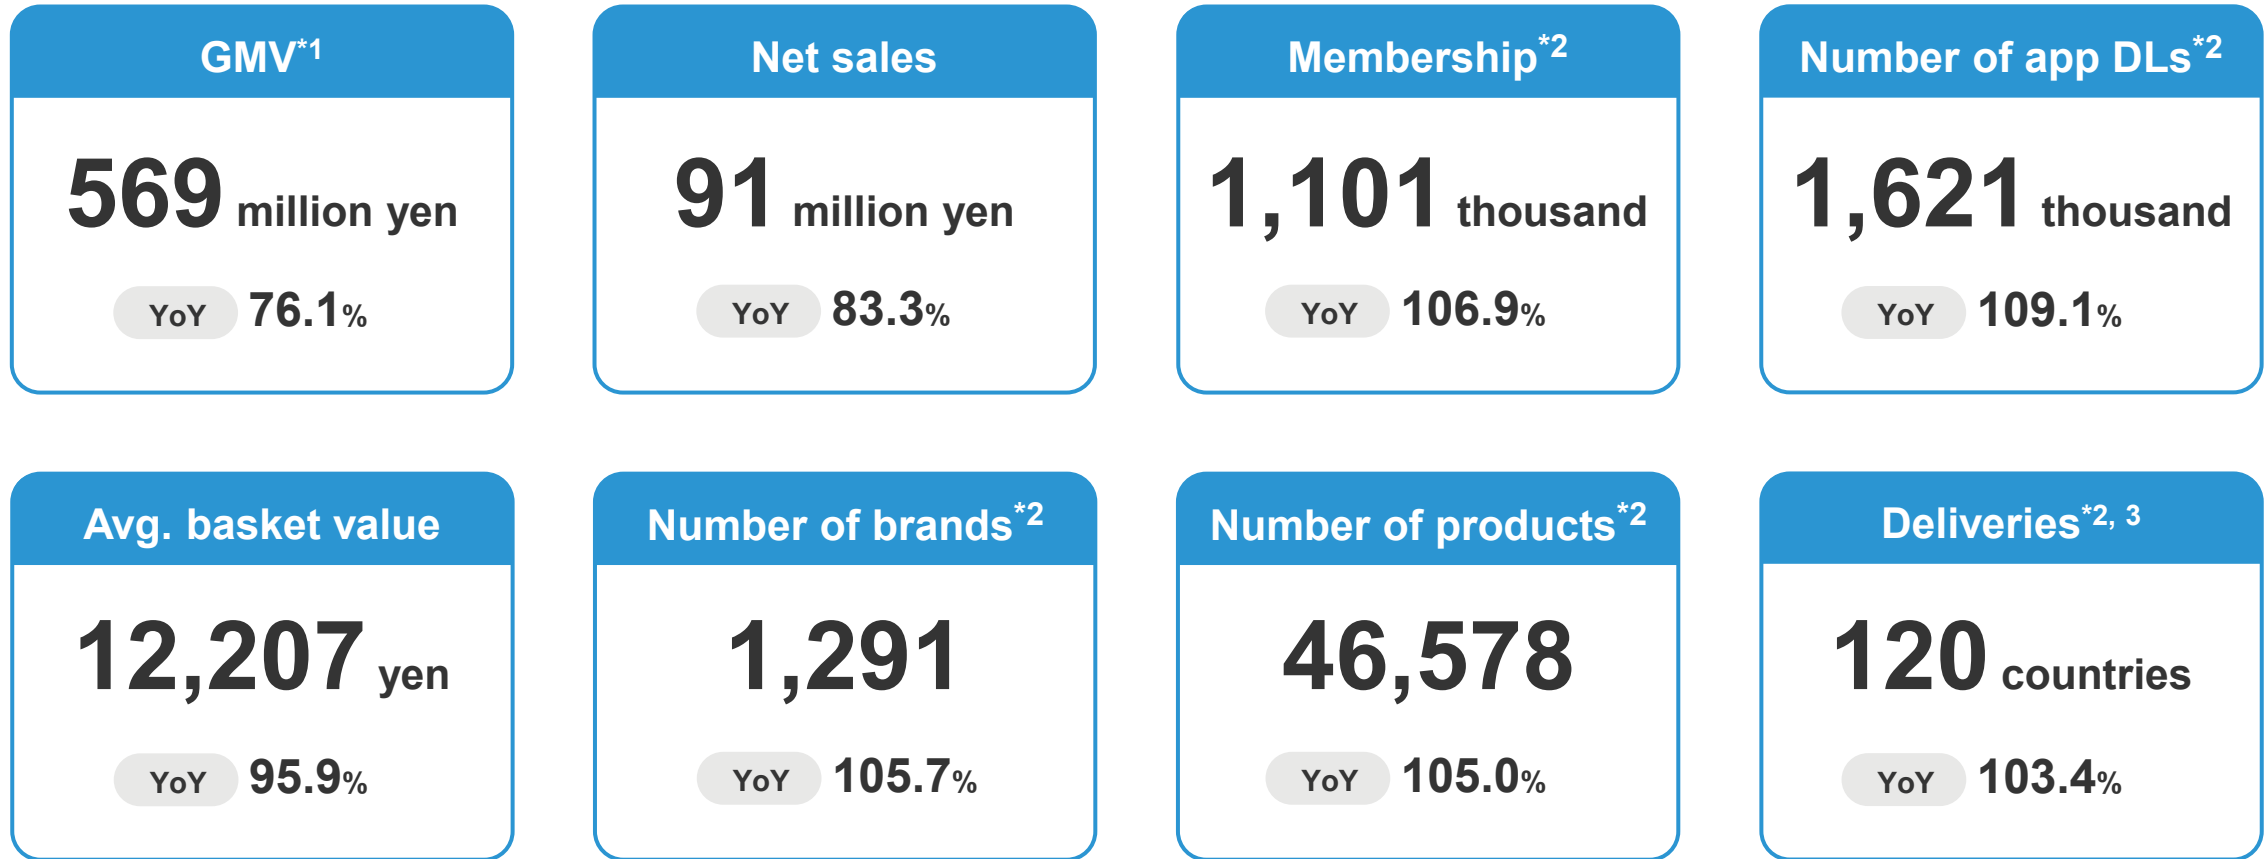 GMV*1
569 million yen
YoY 76.1%
Net sales
91 million yen
YoY 83.3%
Membership*2
1,101 thousand
YoY 106.9%
Number of app DLs*2
1,621 thousand
YoY 109.1%
Avg. basket value
12,207 yen
YoY 95.9%
Number of brands*2
1,291
YoY 105.7%
Number of products*2
46,578
YoY 105.0%
Deliveries*2, 3
120 countries
YoY 103.4%